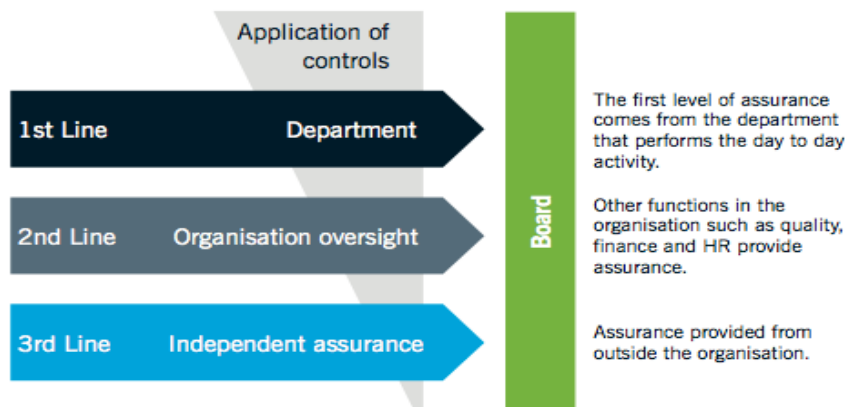 Application of
controls
1st Line Department
2nd Line Organisation oversight
3rd Line Independent assurance
Board
The first level of assurance
comes from the department
that performs the day to day
activity.
Other functions in the
organisation such as quality,
finance and HR provide
assurance.
Assurance provided from
outside the organisation.